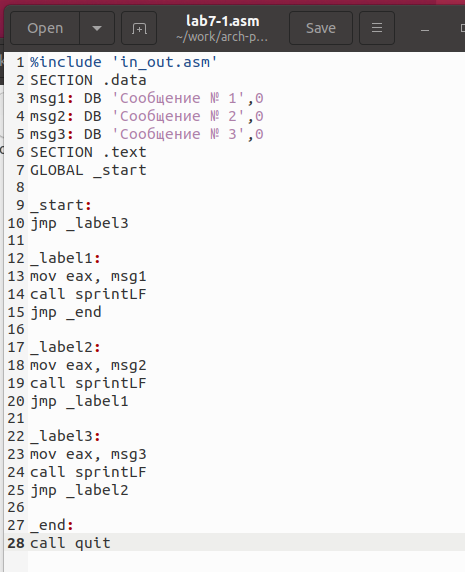 Open
lab7-1.asm
~/work/arch-p...
Save
1 %include 'in_out.asm'
2 SECTION .data
3 msg1: DB 'Сообщение № 1',0
4 msg2: DB 'Сообщение № 2',0
5 msg3: DB 'Сообщение № 3',0
6 SECTION .text
7 GLOBAL _start
8
9 _start:
10 jmp _label3
11
12 _label1:
13 mov eax, msg1
14 call sprintLF
15 jmp _end
16
17 _label2:
18 mov eax, msg2
19 call sprintLF
20 jmp _label1
21
22 _label3:
23 mov eax, msg3
24 call sprintLF
25 jmp _label2
26
27 _end:
28 call quit